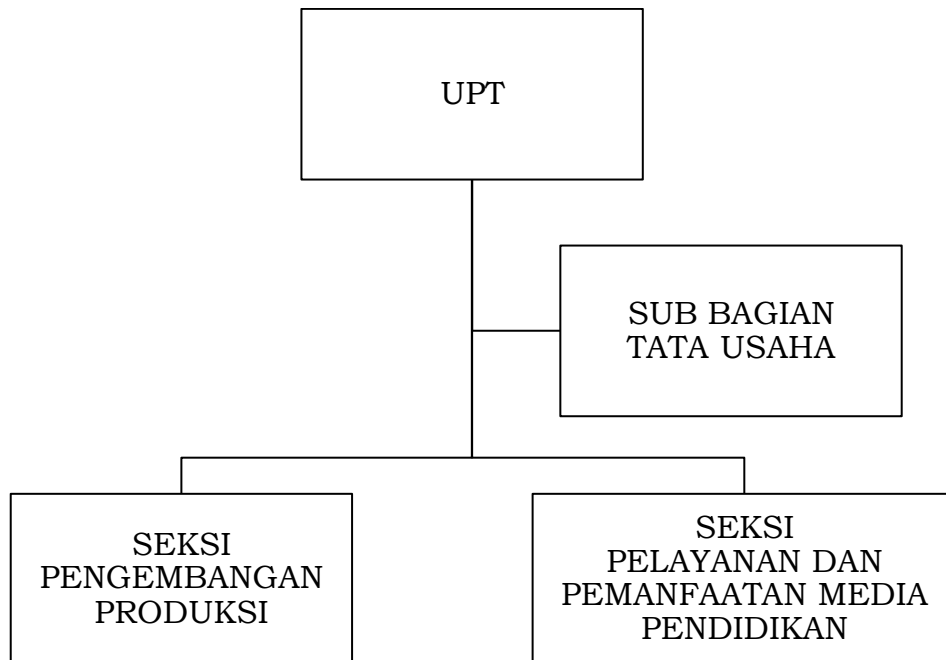 UPT
SUB BAGIAN
TATA USAHA
SEKSI
PENGEMBANGAN
PRODUKSI
SEKSI
PELAYANAN DAN
PEMANFAATAN MEDIA
PENDIDIKAN